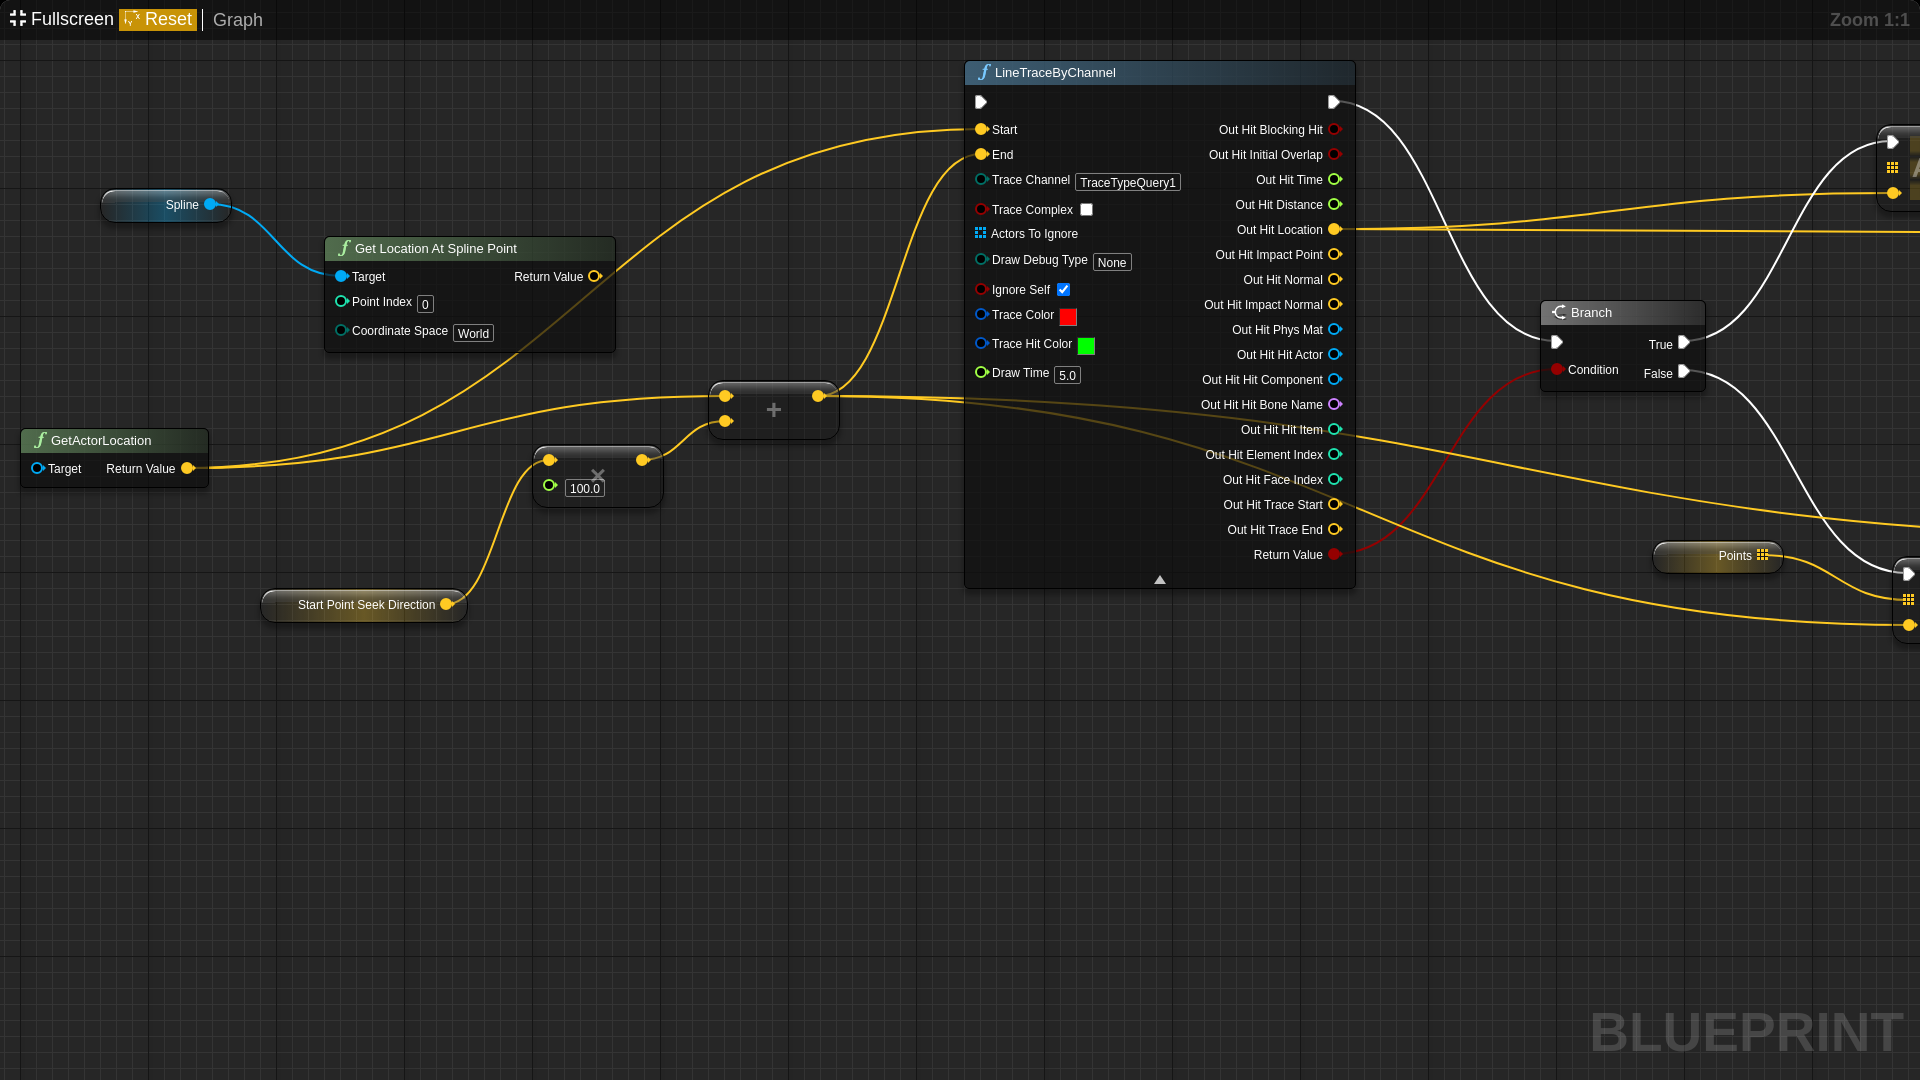 Fullscreen Reset Graph
Zoom 1:1
LineTraceByChannel
Start
End
Trace Channel TraceTypeQuery1
Trace Complex
Actors To Ignore
Draw Debug Type None
Ignore Self
Trace Color
Trace Hit Color
Draw Time 5.0
Out Hit Blocking Hit
Out Hit Initial Overlap
Out Hit Time
Out Hit Distance
Out Hit Location
Out Hit Impact Point
Out Hit Normal
Out Hit Impact Normal
Out Hit Phys Mat
Out Hit Hit Actor
Out Hit Hit Component
Out Hit Hit Bone Name
Out Hit Hit Item
Out Hit Element Index
Out Hit Face Index
Out Hit Trace Start
Out Hit Trace End
Return Value
Spline
Get Location At Spline Point
Target Return Value
Point Index 0
Coordinate Space World
GetActorLocation
Target Return Value
+
×
100.0
Start Point Seek Direction
Branch
True
Condition
False
Points
BLUEPRINT